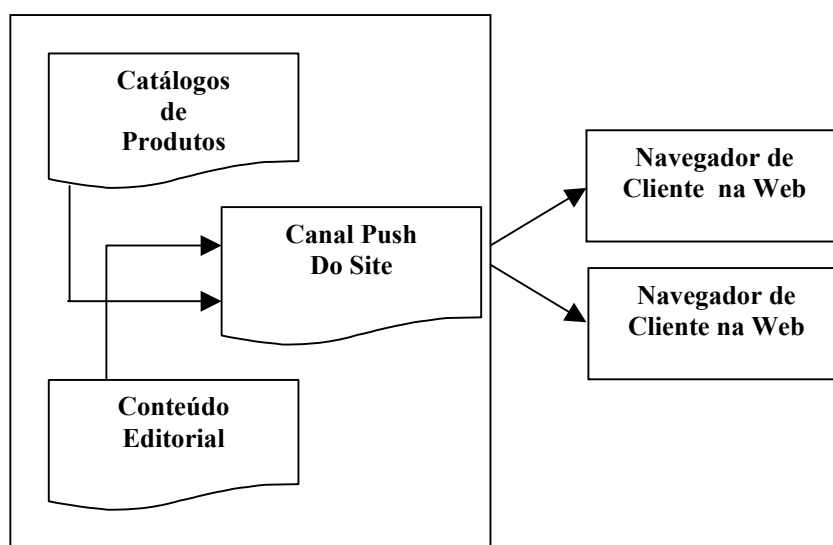 Catálogos
de
Produtos
Canal Push
Do Site
Conteúdo
Editorial
Navegador de
Cliente na Web
Navegador de
Cliente na Web